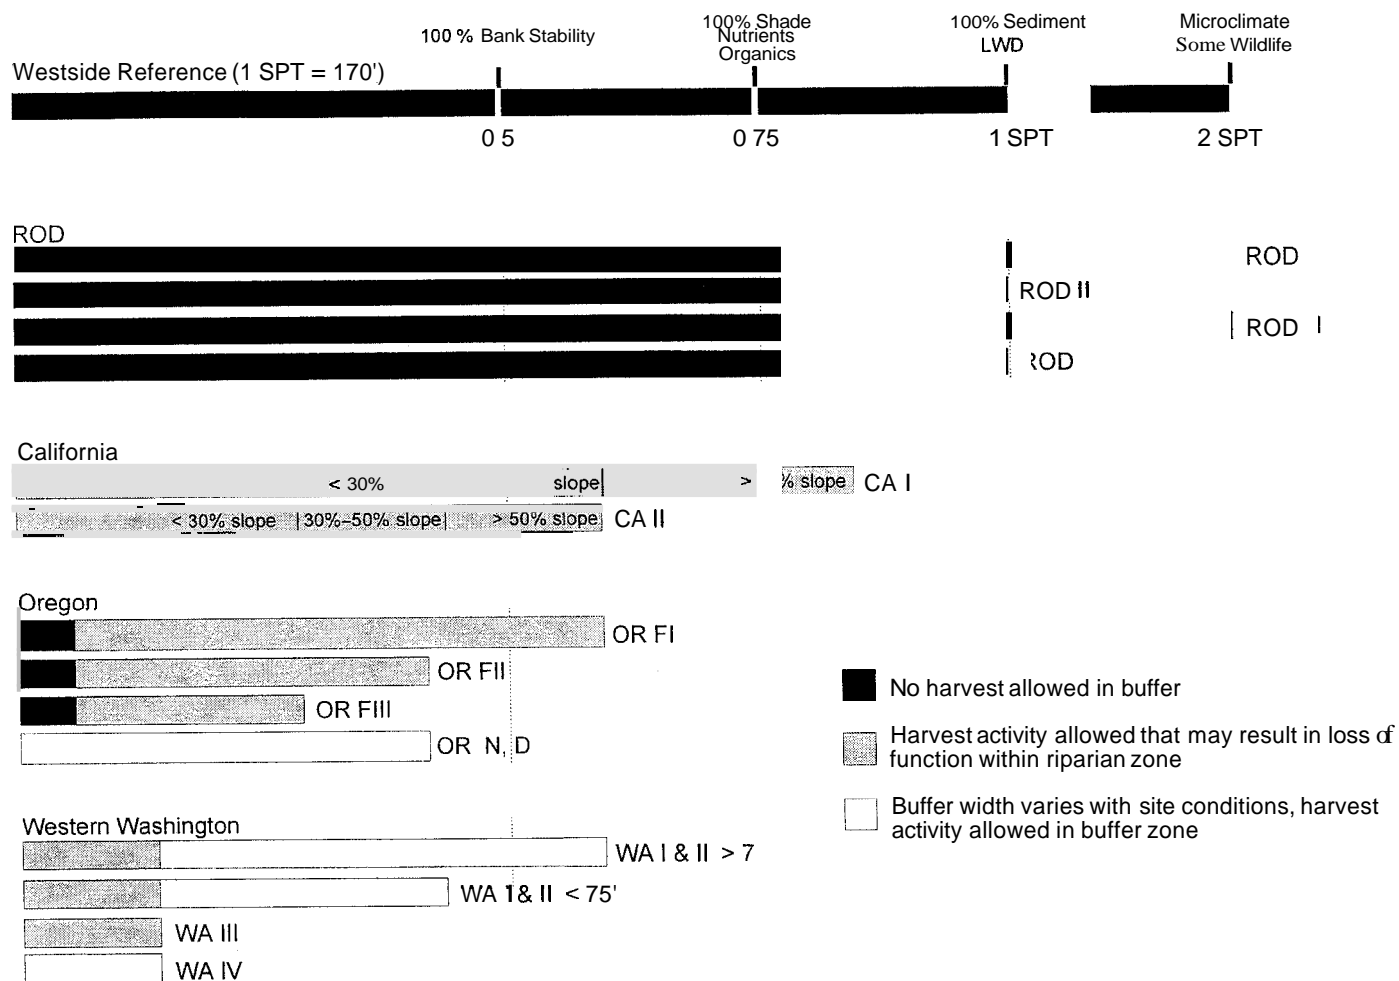 100 % Bank Stability
100% Shade
Nutrients
Organics
100% Sediment
LWD
Microclimate
Some Wildlife
Westside Reference (1 SPT = 170')
0 5
0 75
1 SPT
2 SPT
ROD
ROD
ROD II
ROD I
ROD
California
< 30%
slope
>
% slope
CA I
< 30% slope
30%–50% slope
> 50% slope
CA II
Oregon
OR FI
OR FII
OR FIII
OR N, D
No harvest allowed in buffer
Harvest activity allowed that may result in loss of
function within riparian zone
Buffer width varies with site conditions, harvest
activity allowed in buffer zone
Western Washington
WA I & II > 7
WA I & II < 75'
WA III
WA IV